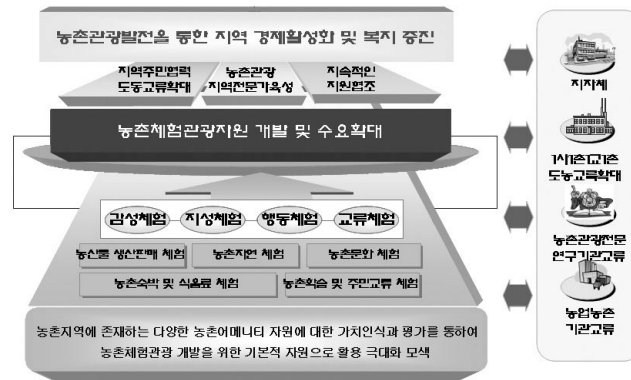 농촌관광발전을 통한 지역 경제활성화 및 복지 증진
지역주민협력
도농교류확대
농촌관광
지역전문가육성
지속적인
지원협조
농촌체험관광자원 개발 및 수요확대
감성체험
지성체험
행동체험
교류체험
농산물 생산판매 체험
농촌자연 체험
농촌문화 체험
농촌숙박 및 식음료 체험
농촌학습 및 주민교류 체험
농촌지역에 존재하는 다양한 농촌어메니티 자원에 대한 가치인식과 평가를 통하여
농촌체험관광 개발을 위한 기본적 자원으로 활용 극대화 모색
지자체
1사1촌1교1촌
도농교류확대
농촌관광전문
연구기관교류
농업농촌
기관교류